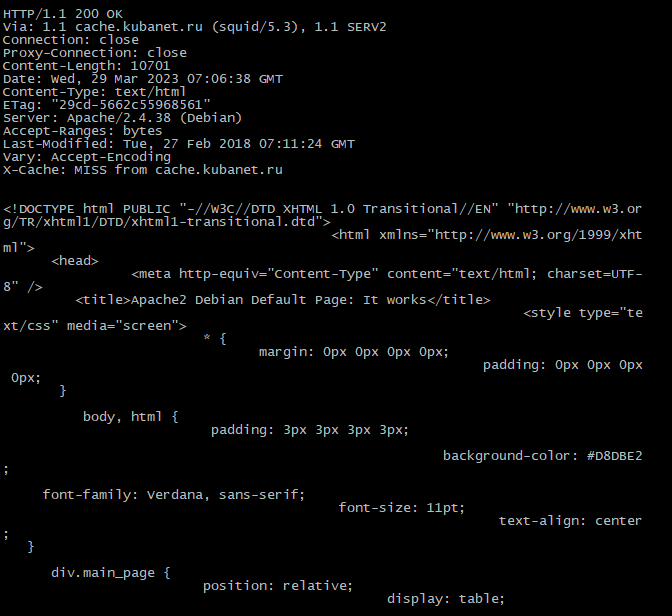 HTTP/1.1 200 OK
Via: 1.1 cache.kubanet.ru (squid/5.3), 1.1 SERV2
Connection: close
Proxy-Connection: close
Content-Length: 10701
Date: Wed, 29 Mar 2023 07:06:38 GMT
Content-Type: text/html
ETag: "29cd-5662c55968561"
Server: Apache/2.4.38 (Debian)
Accept-Ranges: bytes
Last-Modified: Tue, 27 Feb 2018 07:11:24 GMT
Vary: Accept-Encoding
X-Cache: MISS from cache.kubanet.ru
<!DOCTYPE html PUBLIC "-//W3C//DTD XHTML 1.0 Transitional//EN" "http://www.w3.or
g/TR/xhtml1/DTD/xhtml1-transitional.dtd">
<html xmlns="http://www.w3.org/1999/xht
ml">
<head>
<meta http-equiv="Content-Type" content="text/html; charset=UTF-
8" />
<title>Apache2 Debian Default Page: It works</title>
<style type="te
xt/css" media="screen">
* {
margin: 0px 0px 0px 0px;
padding: 0px 0px 0px
0px;
}
body, html {
padding: 3px 3px 3px 3px;
background-color: #D8DBE2
;
font-family: Verdana, sans-serif;
font-size: 11pt;
text-align: center
;
}
div.main_page {
position: relative;
display: table;